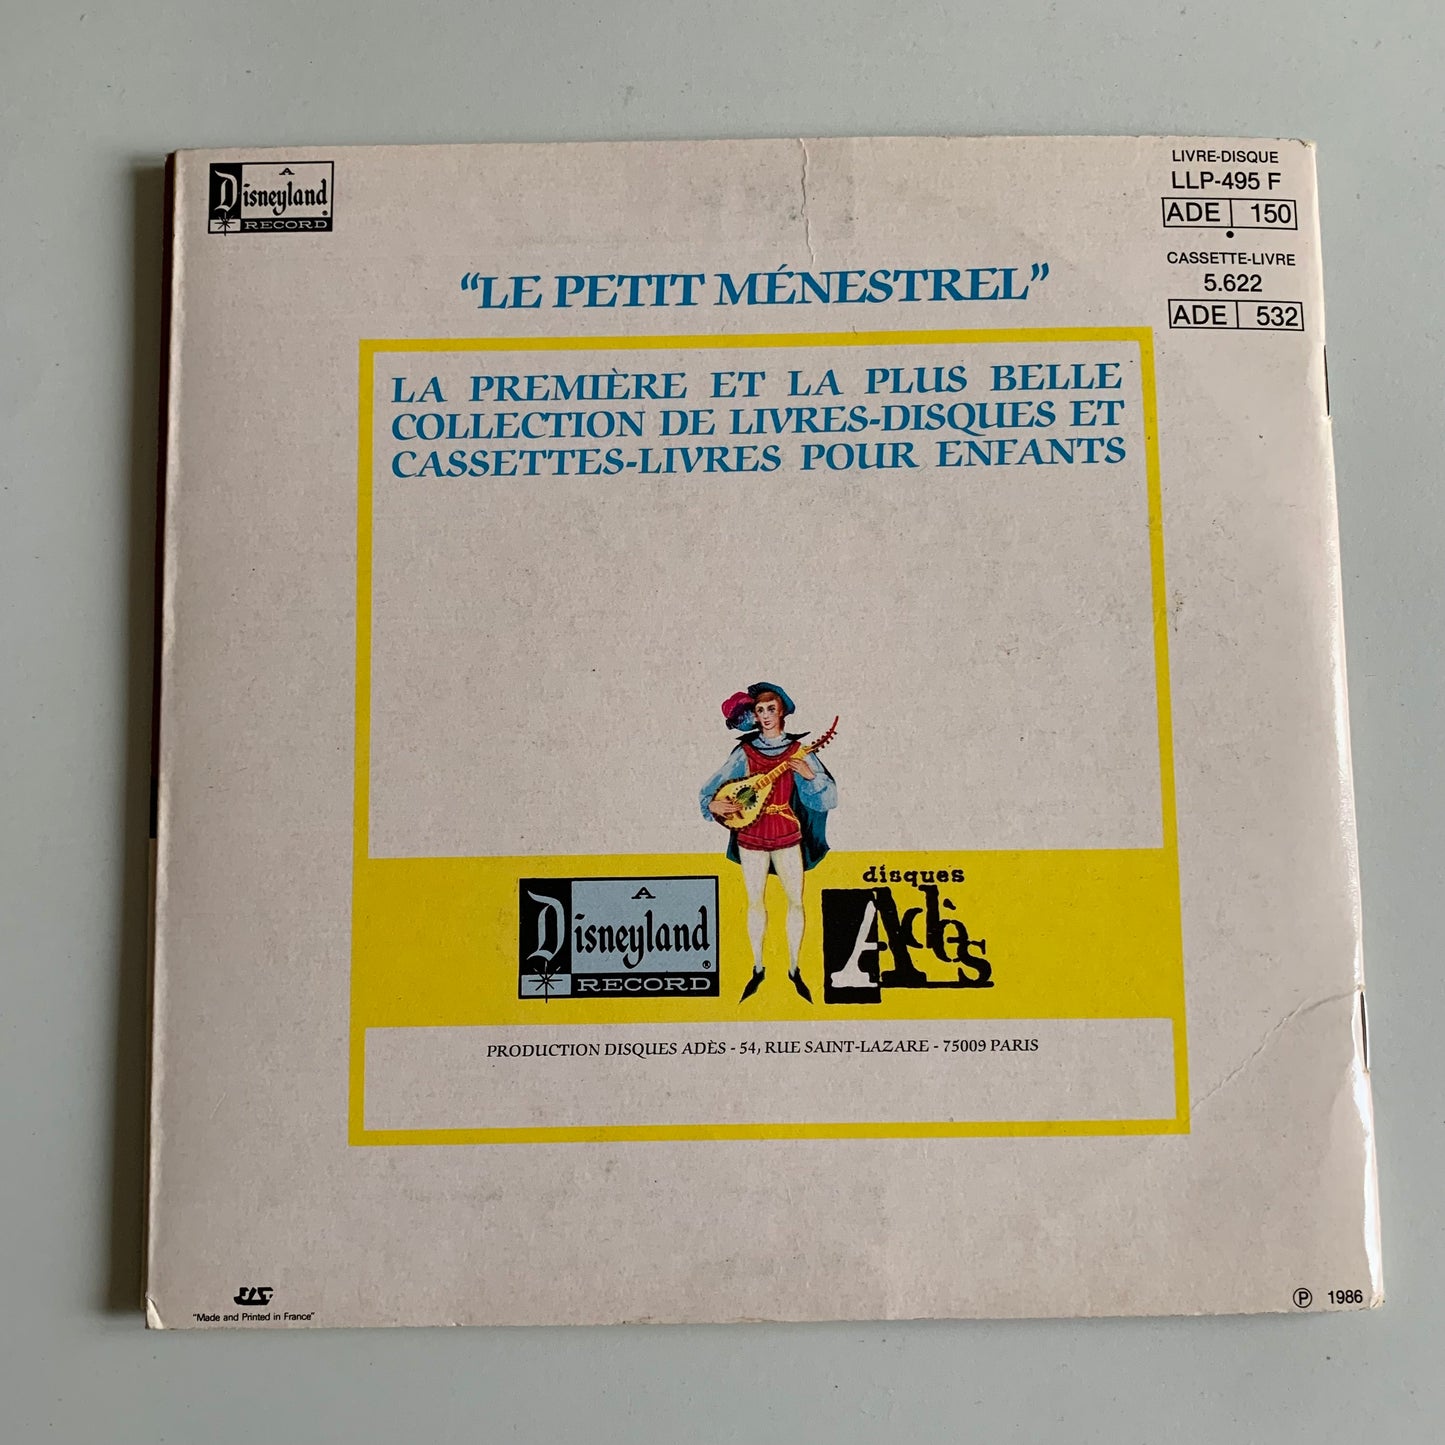 A
Disneyland
RECORD
LIVRE-DISQUE
LLP-495 F
ADE 150
CASSETTE-LIVRE
5.622
ADE 532
“LE PETIT MÉNESTREL”
LA PREMIÈRE ET LA PLUS BELLE
COLLECTION DE LIVRES-DISQUES ET
CASSETTES-LIVRES POUR ENFANTS
A
Disneyland
®
RECORD
disques
Adès
PRODUCTION DISQUES ADÈS - 54, RUE SAINT-LAZARE - 75009 PARIS
“Made and Printed in France”
Ⓟ 1986